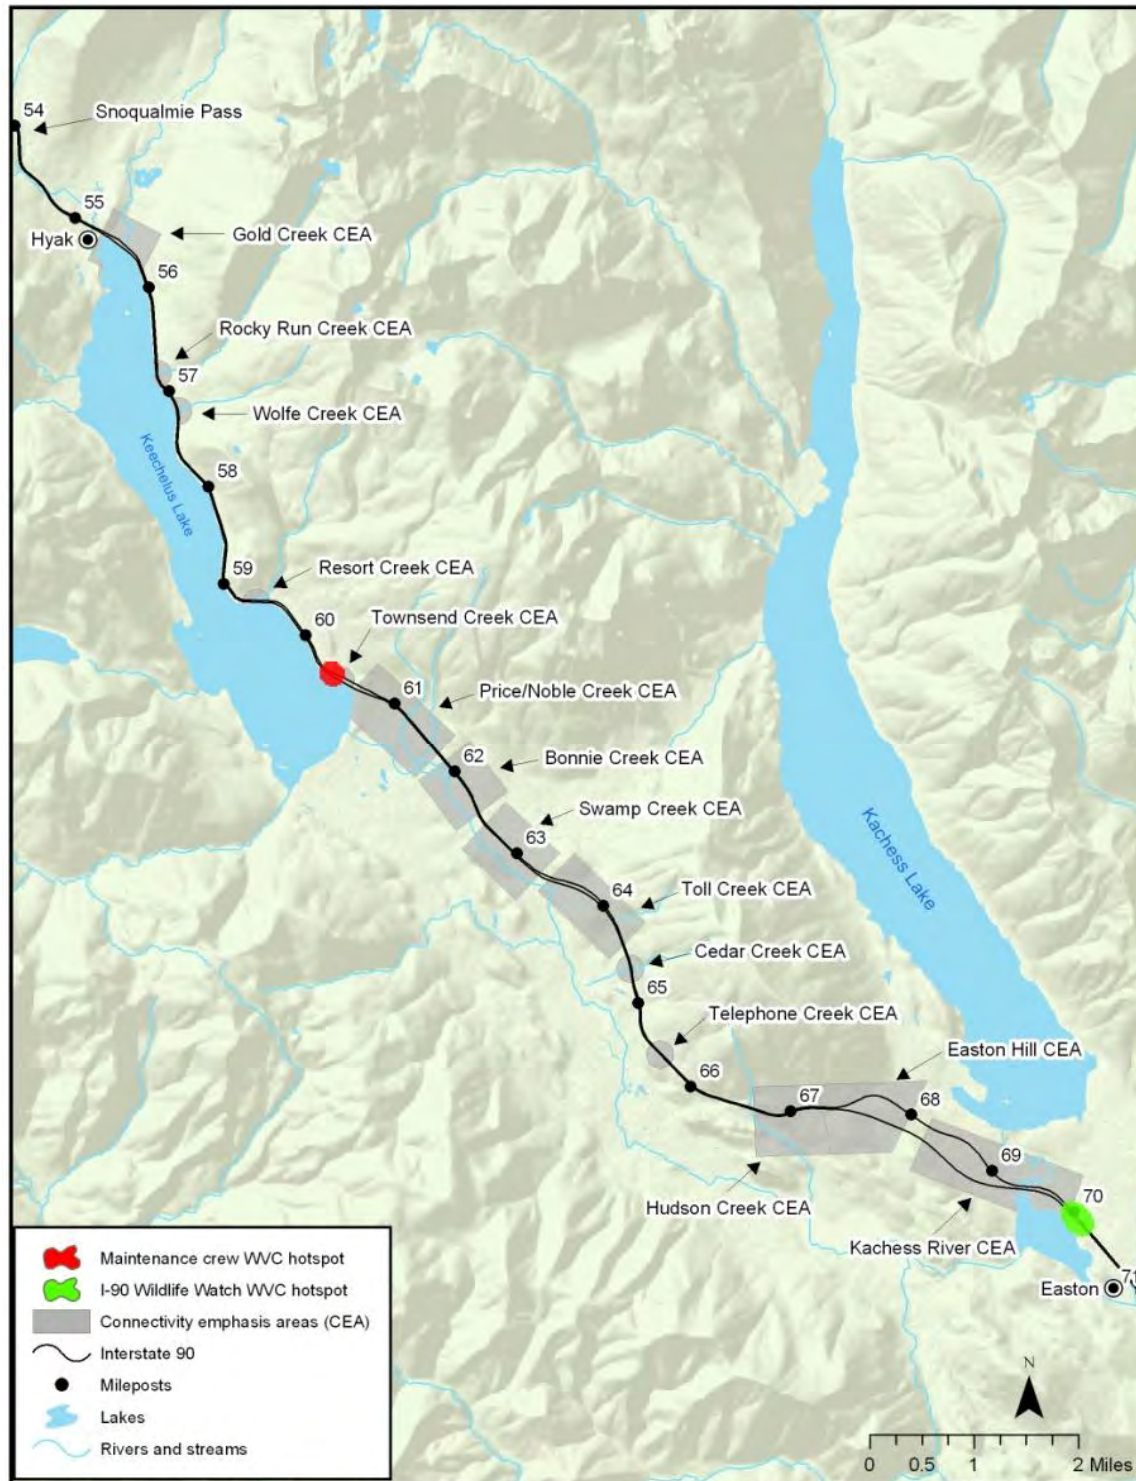 54
Snoqualmie Pass
55
Hyak
Gold Creek CEA
56
Rocky Run Creek CEA
57
Wolfe Creek CEA
58
Keechelus Lake
59
Resort Creek CEA
60
Townsend Creek CEA
61
Price/Noble Creek CEA
62
Bonnie Creek CEA
Swamp Creek CEA
63
Kachess Lake
64
Toll Creek CEA
Cedar Creek CEA
65
Telephone Creek CEA
Easton Hill CEA
66
67
68
69
Hudson Creek CEA
70
Kachess River CEA
71
Easton
Maintenance crew WVC hotspot
I-90 Wildlife Watch WVC hotspot
Connectivity emphasis areas (CEA)
Interstate 90
Mileposts
Lakes
Rivers and streams
N
0 0.5 1 2 Miles